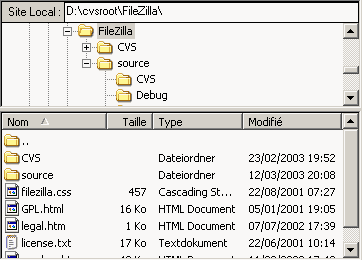 Site Local : D:\cvsroot\FileZilla\
FileZilla
CVS
source
CVS
Debug
Nom Taille Type Modifié
..
CVS Dateiordner 23/02/2003 19:52
source Dateiordner 12/03/2003 20:08
filezilla.css 457 Cascading St... 22/08/2001 07:27
GPL.html 16 Ko HTML Document 05/01/2001 19:05
legal.htm 1 Ko HTML Document 07/07/2002 17:39
license.txt 17 Ko Textdokument 22/06/2001 10:14